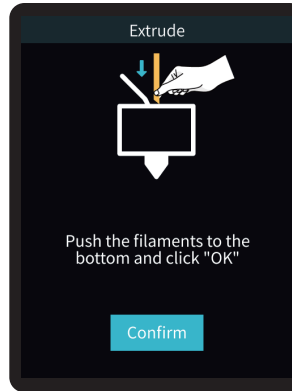 Extrude
Push the filaments to the
bottom and click "OK"
Confirm